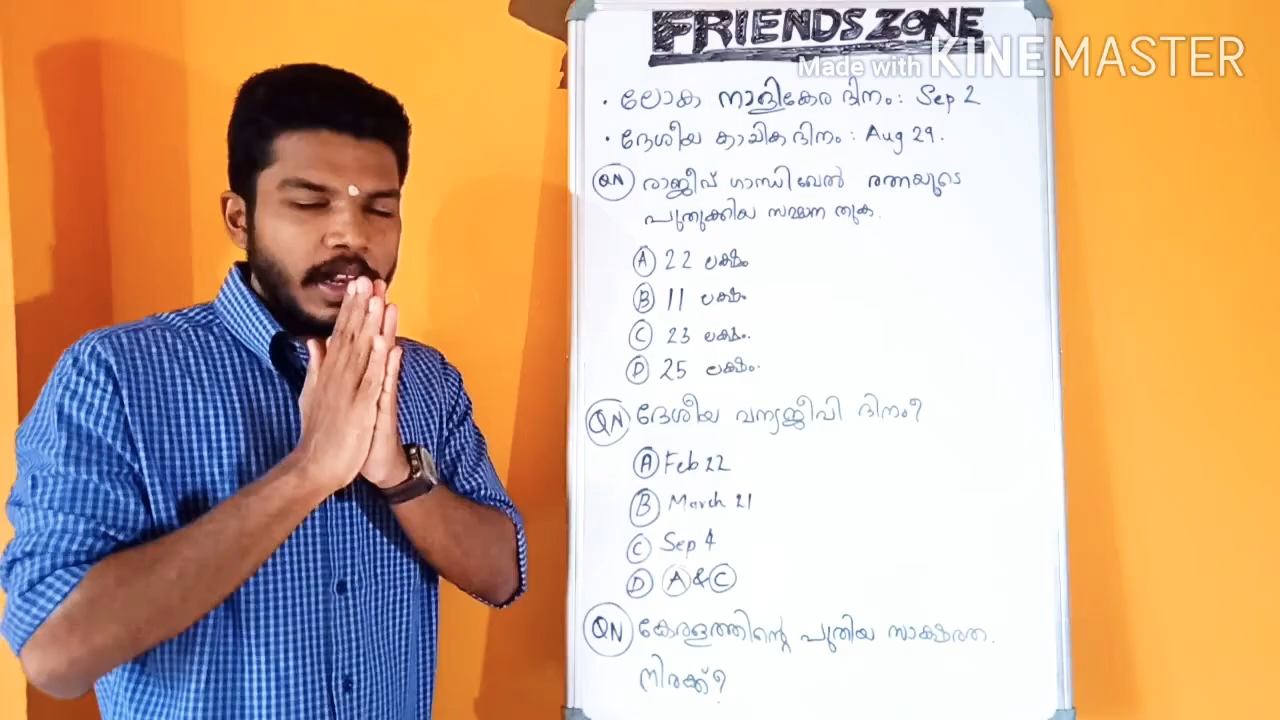 FRIENDS ZONE
Made with KINEMASTER
• ലോക നാളികേര ദിനം : Sep 2
• ദേശീയ കായിക ദിനം : Aug 29.
QN രാജീവ് ഗാന്ധി ഖേൽ രത്നയുടെ
പുതുക്കിയ സമ്മാന തുക.
A 22 ലക്ഷം
B 11 ലക്ഷം.
C 23 ലക്ഷം.
D 25 ലക്ഷം.
QN ദേശീയ വന്യജീവി ദിനം?
A Feb 22
B March 21
C Sep 4
D A & C
QN കേരളത്തിന്റെ പുതിയ സാക്ഷരത.
നിരക്ക്?